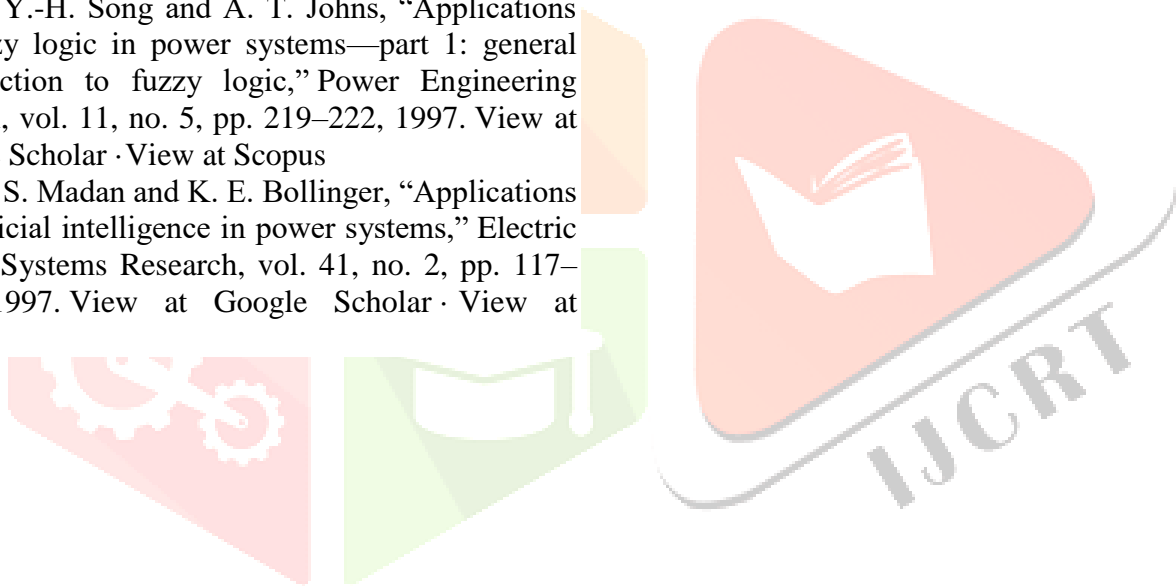 Y.-H. Song and A. T. Johns, “Applications
zy logic in power systems—part 1: general
ction to fuzzy logic,” Power Engineering
, vol. 11, no. 5, pp. 219–222, 1997. View at
Scholar · View at Scopus
S. Madan and K. E. Bollinger, “Applications
icial intelligence in power systems,” Electric
Systems Research, vol. 41, no. 2, pp. 117–
997. View at Google Scholar · View at
IJCRT